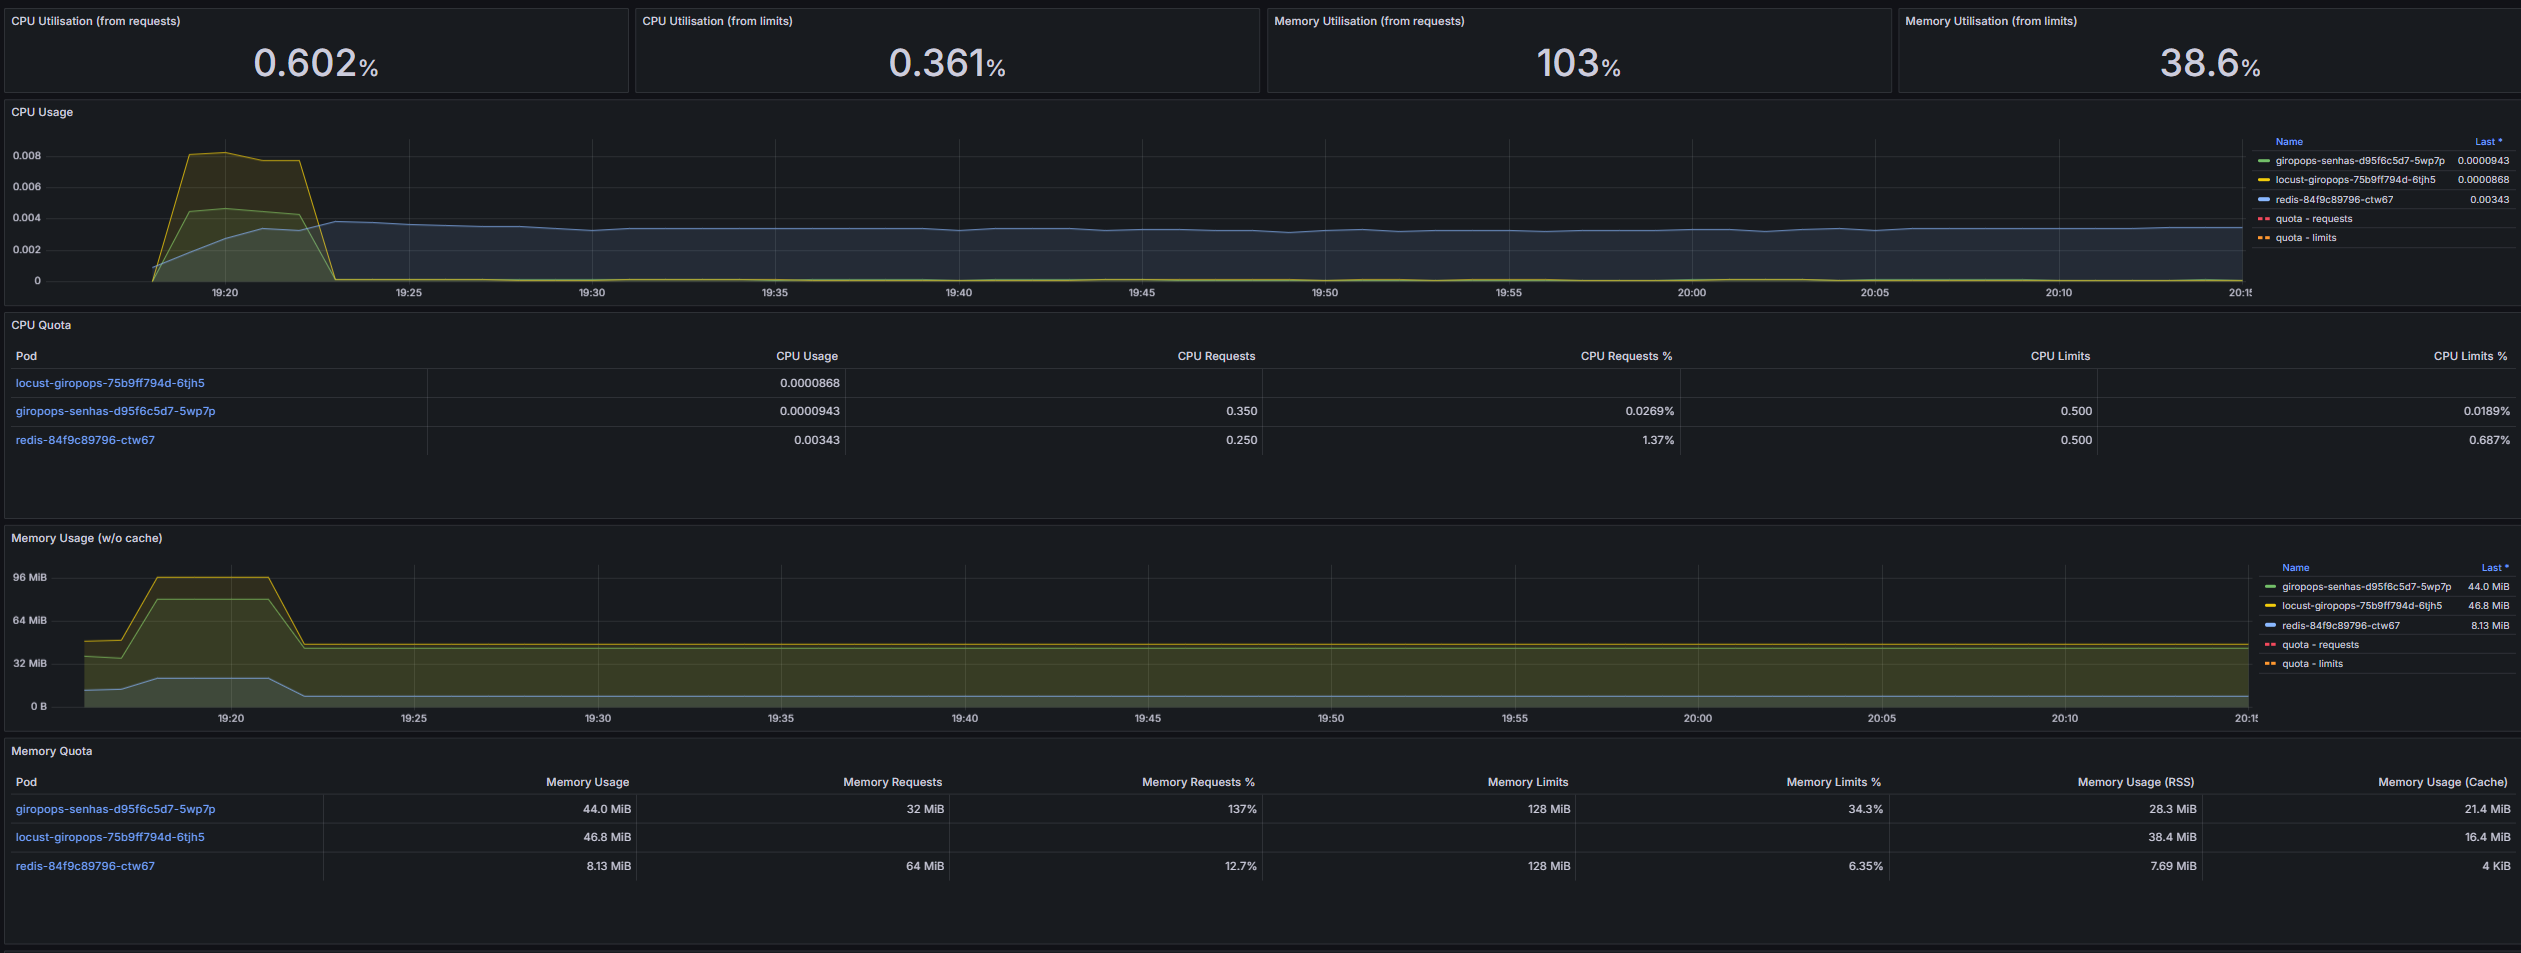 CPU Utilisation (from requests)
0.602%
CPU Utilisation (from limits)
0.361%
Memory Utilisation (from requests)
103%
Memory Utilisation (from limits)
38.6%
CPU Usage
0.008
0.006
0.004
0.002
0
19:20 19:25 19:30 19:35 19:40 19:45 19:50 19:55 20:00 20:05 20:10
Name Last *
giropops-senhas-d95f6c5d7-5wp7p 0.0000943
locust-giropops-75b9ff794d-6tjh5 0.0000868
redis-84f9c89796-ctw67 0.00343
quota - requests
quota - limits
CPU Quota
Pod CPU Usage CPU Requests CPU Requests % CPU Limits CPU Limits %
locust-giropops-75b9ff794d-6tjh5 0.0000868
giropops-senhas-d95f6c5d7-5wp7p 0.0000943 0.350 0.0269% 0.500 0.0189%
redis-84f9c89796-ctw67 0.00343 0.250 1.37% 0.500 0.687%
Memory Usage (w/o cache)
96 MiB
64 MiB
32 MiB
0 B
19:20 19:25 19:30 19:35 19:40 19:45 19:50 19:55 20:00 20:05 20:10
Name Last *
giropops-senhas-d95f6c5d7-5wp7p 44.0 MiB
locust-giropops-75b9ff794d-6tjh5 46.8 MiB
redis-84f9c89796-ctw67 8.13 MiB
quota - requests
quota - limits
Memory Quota
Pod Memory Usage Memory Requests Memory Requests % Memory Limits Memory Limits % Memory Usage (RSS) Memory Usage (Cache)
giropops-senhas-d95f6c5d7-5wp7p 44.0 MiB 32 MiB 137% 128 MiB 34.3% 28.3 MiB 21.4 MiB
locust-giropops-75b9ff794d-6tjh5 46.8 MiB 38.4 MiB 16.4 MiB
redis-84f9c89796-ctw67 8.13 MiB 64 MiB 12.7% 128 MiB 6.35% 7.69 MiB 4 KiB